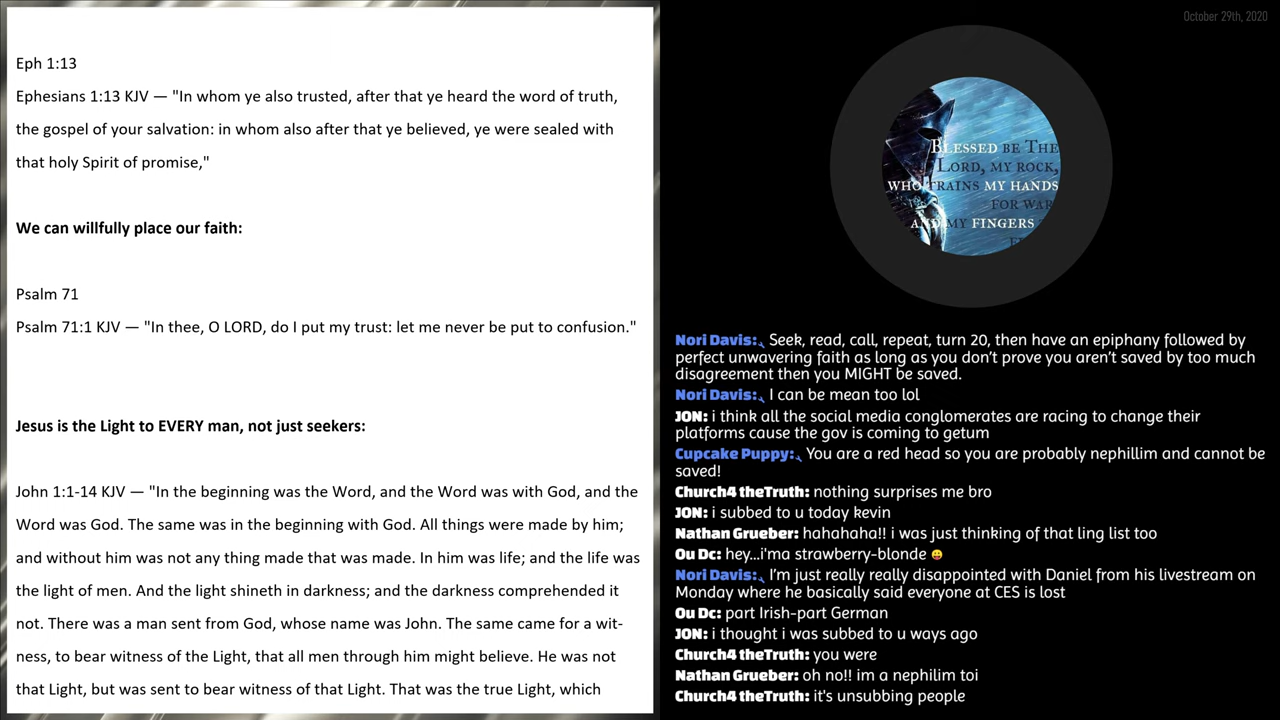 Eph 1:13
Ephesians 1:13 KJV — "In whom ye also trusted, after that ye heard the word of truth,
the gospel of your salvation: in whom also after that ye believed, ye were sealed with
that holy Spirit of promise,"
We can willfully place our faith:
Psalm 71
Psalm 71:1 KJV — "In thee, O LORD, do I put my trust: let me never be put to confusion."
Jesus is the Light to EVERY man, not just seekers:
John 1:1-14 KJV — "In the beginning was the Word, and the Word was with God, and the
Word was God. The same was in the beginning with God. All things were made by him;
and without him was not any thing made that was made. In him was life; and the life was
the light of men. And the light shineth in darkness; and the darkness comprehended it
not. There was a man sent from God, whose name was John. The same came for a wit-
ness, to bear witness of the Light, that all men through him might believe. He was not
that Light, but was sent to bear witness of that Light. That was the true Light, which
October 29th, 2020
BLESSED BE THE
LORD, MY ROCK,
WHO TRAINS MY HANDS
FOR WAR
AND MY FINGERS
Nori Davis: Seek, read, call, repeat, turn 20, then have an epiphany followed by
perfect unwavering faith as long as you don't prove you aren't saved by too much
disagreement then you MIGHT be saved.
Nori Davis: I can be mean too lol
JON: i think all the social media conglomerates are racing to change their
platforms cause the gov is coming to getum
Cupcake Puppy: You are a red head so you are probably nephillim and cannot be
saved!
Church4 theTruth: nothing surprises me bro
JON: i subbed to u today kevin
Nathan Grueber: hahahaha!! i was just thinking of that ling list too
Ou Dc: hey...i'ma strawberry-blonde 😛
Nori Davis: I'm just really really disappointed with Daniel from his livestream on
Monday where he basically said everyone at CES is lost
Ou Dc: part Irish-part German
JON: i thought i was subbed to u ways ago
Church4 theTruth: you were
Nathan Grueber: oh no!! im a nephilim toi
Church4 theTruth: it's unsubbing people